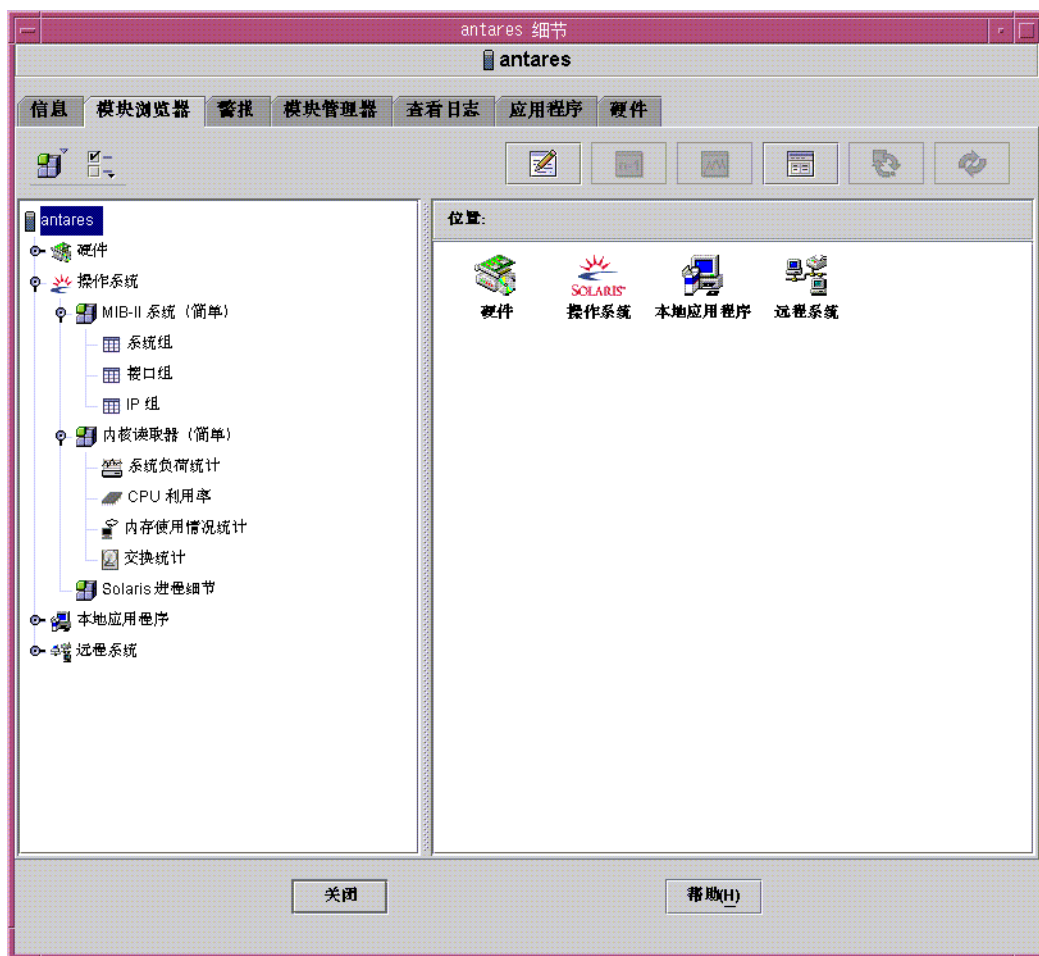 antares 细节
antares
信息 模块浏览器 警报 模块管理器 查看日志 应用程序 硬件
antares
硬件
操作系统
MIB-II 系统（简单）
系统组
接口组
IP 组
内核读取器（简单）
系统负荷统计
CPU 利用率
内存使用情况统计
交换统计
Solaris 进程细节
本地应用程序
远程系统
位置:
SOLARIS
硬件 操作系统 本地应用程序 远程系统
关闭 帮助(H)